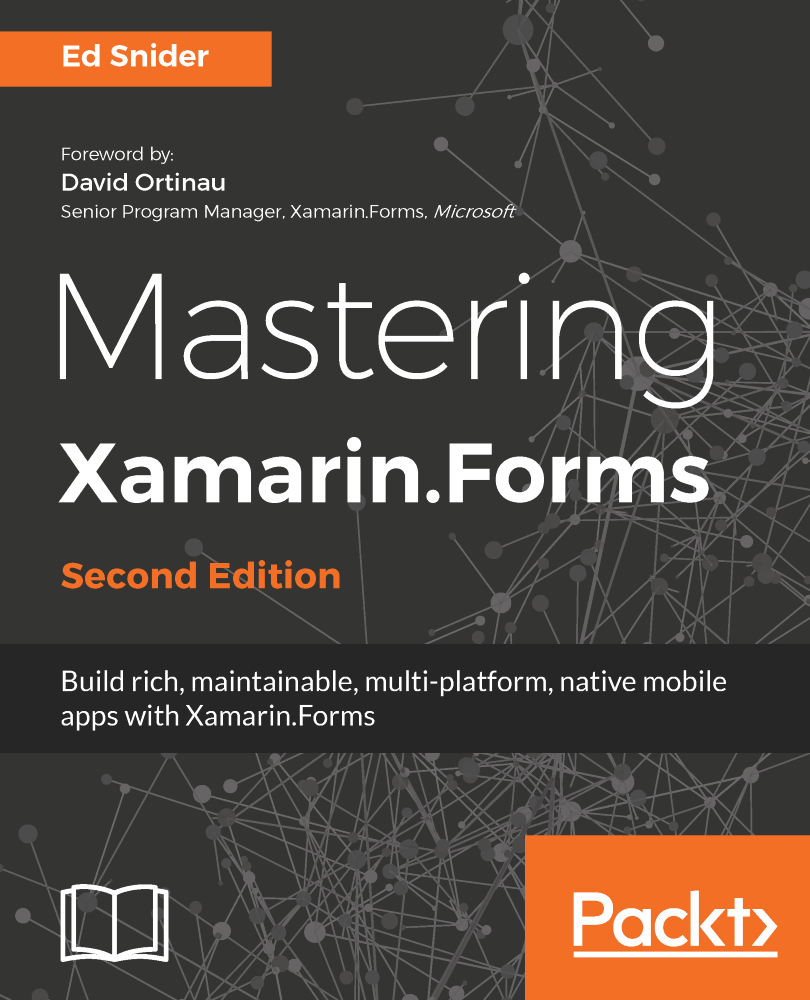 Ed Snider
Foreword by:
David Ortinau
Senior Program Manager, Xamarin.Forms, Microsoft
Mastering
Xamarin.Forms
Second Edition
Build rich, maintainable, multi-platform, native mobile
apps with Xamarin.Forms
Packt>